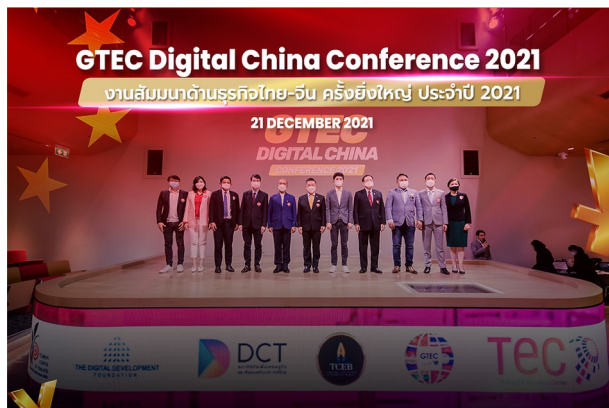 GTEC Digital China Conference 2021
งานสัมมนาด้านธุรกิจไทย-จีน ครั้งยิ่งใหญ่ ประจำปี 2021
21 DECEMBER 2021
GTEC
DIGITAL CHINA
CONFERENCE 2021
THE DIGITAL DEVELOPMENT
FOUNDATION
DCT
TCEB
GTEC
Tec